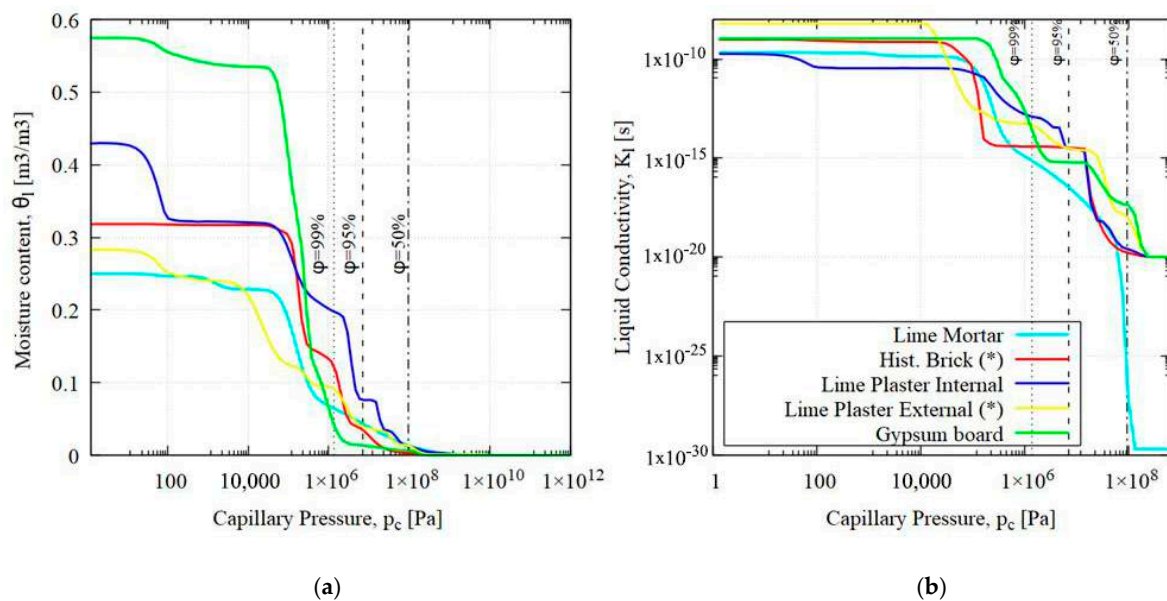 0.6
0.5
0.4
0.3
0.2
0.1
0
Moisture content, θl [m3/m3]
φ=99%
φ=95%
φ=50%
100
10,000
1×10^6
1×10^8
1×10^10
1×10^12
Capillary Pressure, pc [Pa]
(a)
1x10^-10
1x10^-15
1x10^-20
1x10^-25
1x10^-30
Liquid Conductivity, Kl [s]
φ=99%
φ=95%
φ=50%
Lime Mortar
Hist. Brick (*)
Lime Plaster Internal
Lime Plaster External (*)
Gypsum board
1
100
10,000
1×10^6
1×10^8
Capillary Pressure, pc [Pa]
(b)